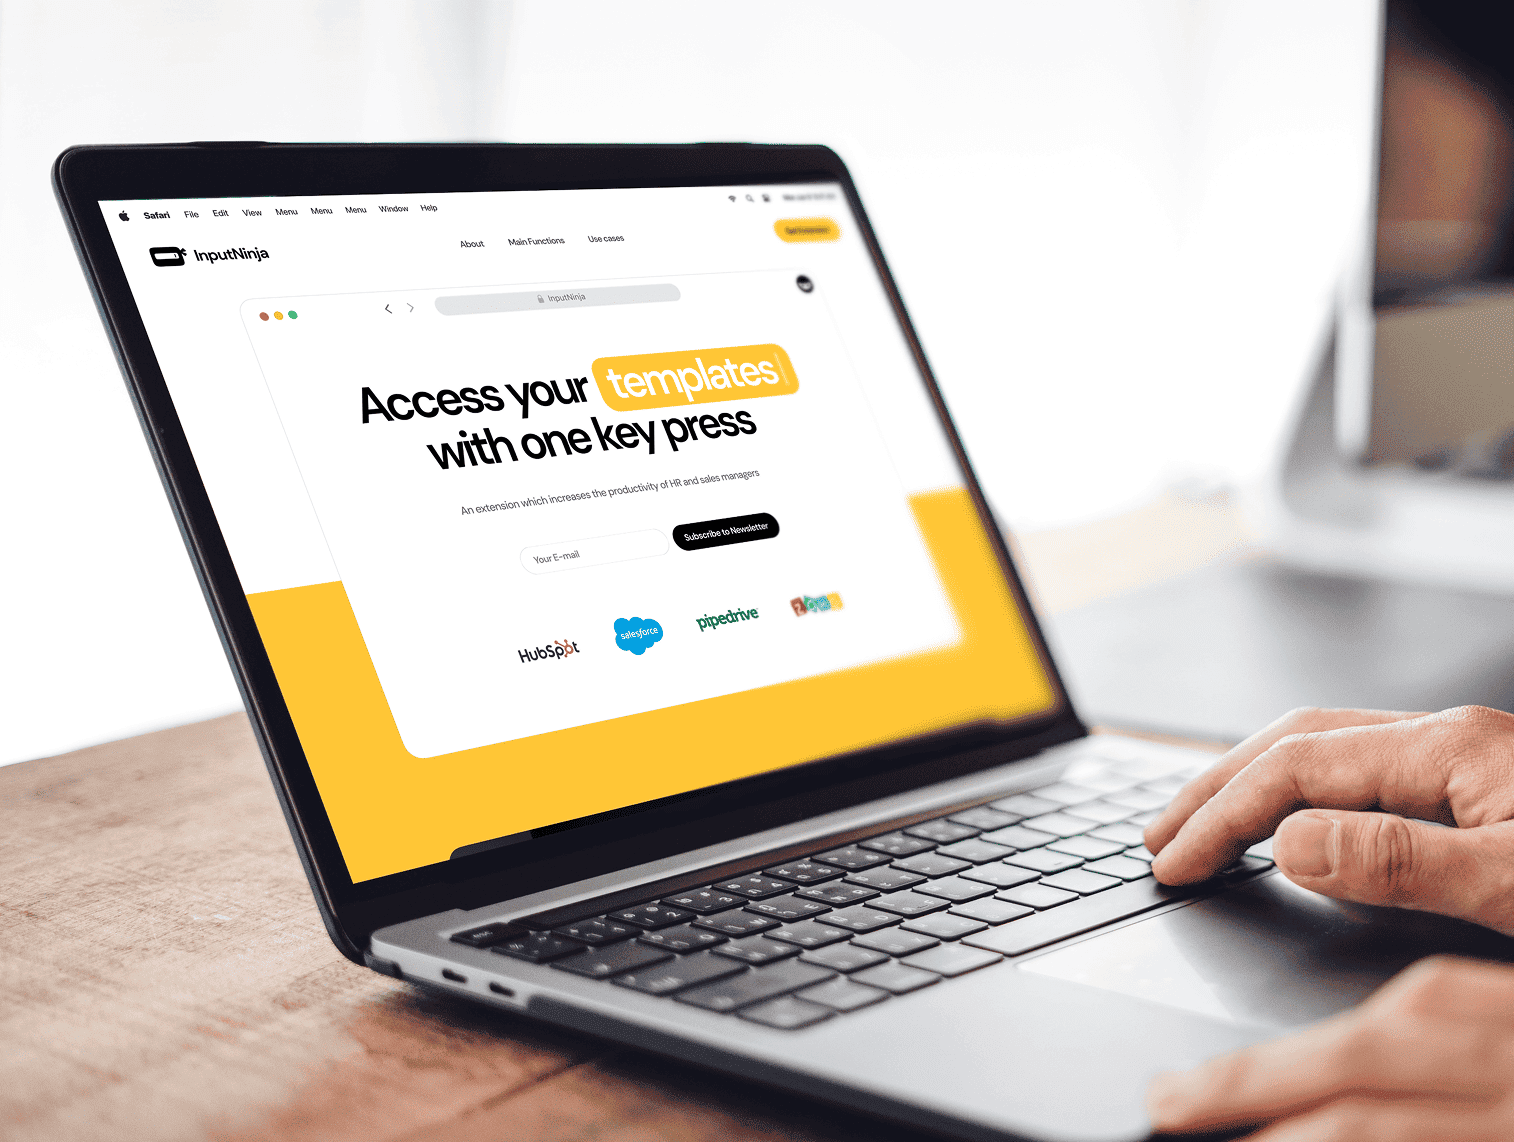 Safari File Edit View Menu Menu Menu Window Help
InputNinja
About Main Functions Use cases
InputNinja
Access your templates
with one key press
An extension which increases the productivity of HR and sales managers
Your E-mail
Subscribe to Newsletter
HubSpot
salesforce
pipedrive